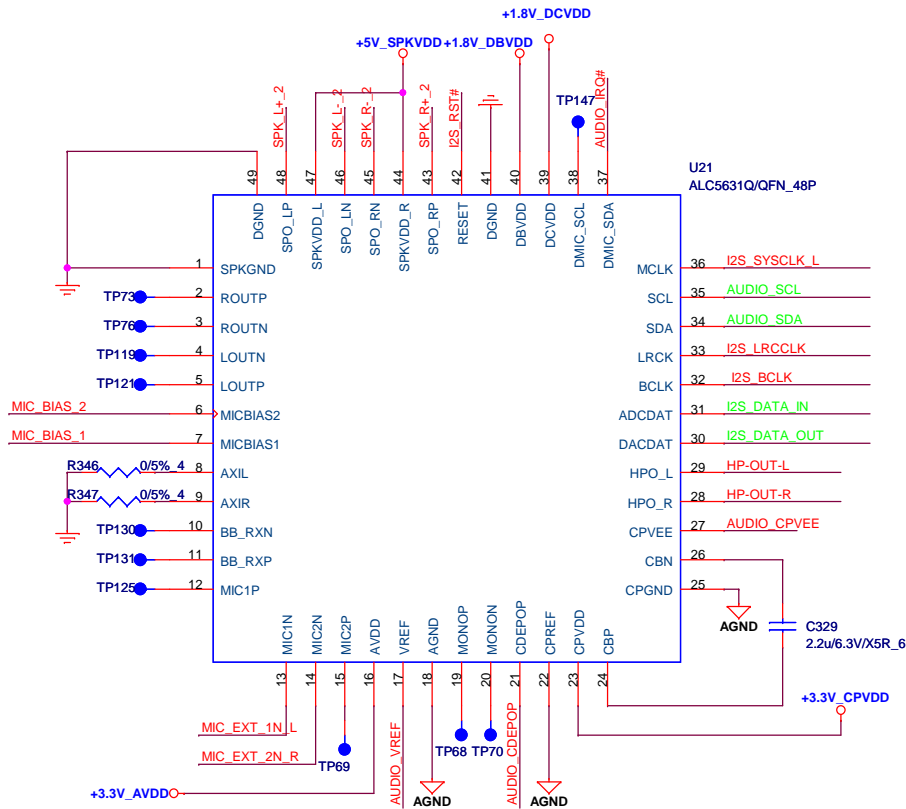 +1.8V_DCVDD
+5V_SPKVDD
+1.8V_DBVDD
SPK_L+_2
SPK_L-_2
SPK_R-_2
SPK_R+_2
I2S_RST#
TP147
AUDIO_IRQ#
49
48
47
46
45
44
43
42
41
40
39
38
37
U21
ALC5631Q/QFN_48P
DGND
SPO_LP
SPKVDD_L
SPO_LN
SPO_RN
SPKVDD_R
SPO_RP
RESET
DGND
DBVDD
DCVDD
DMIC_SCL
DMIC_SDA
1 SPKGND
TP73 2 ROUTP
TP76 3 ROUTN
TP119 4 LOUTN
TP121 5 LOUTP
MIC_BIAS_2 6 MICBIAS2
MIC_BIAS_1 7 MICBIAS1
R346 0/5%_4 8 AXIL
R347 0/5%_4 9 AXIR
TP130 10 BB_RXN
TP131 11 BB_RXP
TP125 12 MIC1P
MCLK 36 I2S_SYSCLK_L
SCL 35 AUDIO_SCL
SDA 34 AUDIO_SDA
LRCK 33 I2S_LRCCLK
BCLK 32 I2S_BCLK
ADCDAT 31 I2S_DATA_IN
DACDAT 30 I2S_DATA_OUT
HPO_L 29 HP-OUT-L
HPO_R 28 HP-OUT-R
CPVEE 27 AUDIO_CPVEE
CBN 26
CPGND 25
AGND
C329
2.2u/6.3V/X5R_6
MIC1N
MIC2N
MIC2P
AVDD
VREF
AGND
MONOP
MONON
CDEPOP
CPREF
CPVDD
CBP
13
14
15
16
17
18
19
20
21
22
23
24
+3.3V_CPVDD
MIC_EXT_1N_L
MIC_EXT_2N_R
TP69
TP68
TP70
+3.3V_AVDD
AUDIO_VREF
AGND
AUDIO_CDEPOP
AGND